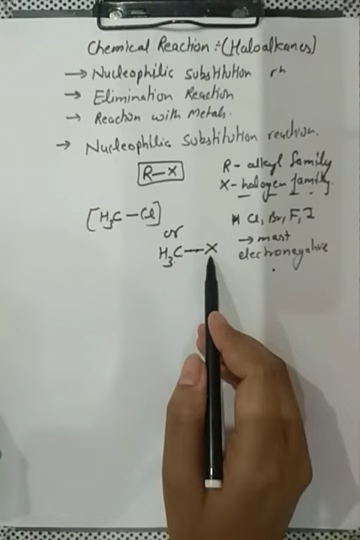 Chemical Reaction :- (Haloalkanes)
→ Nucleophilic substitution rn
→ Elimination Reaction
→ Reaction with Metals.
→ Nucleophilic substitution reaction.
R—X
R- alkyl family
X- halogen family.
[H3C—Cl]
Cl, Br, F, I
or
→ most
H3C—X
electronegative